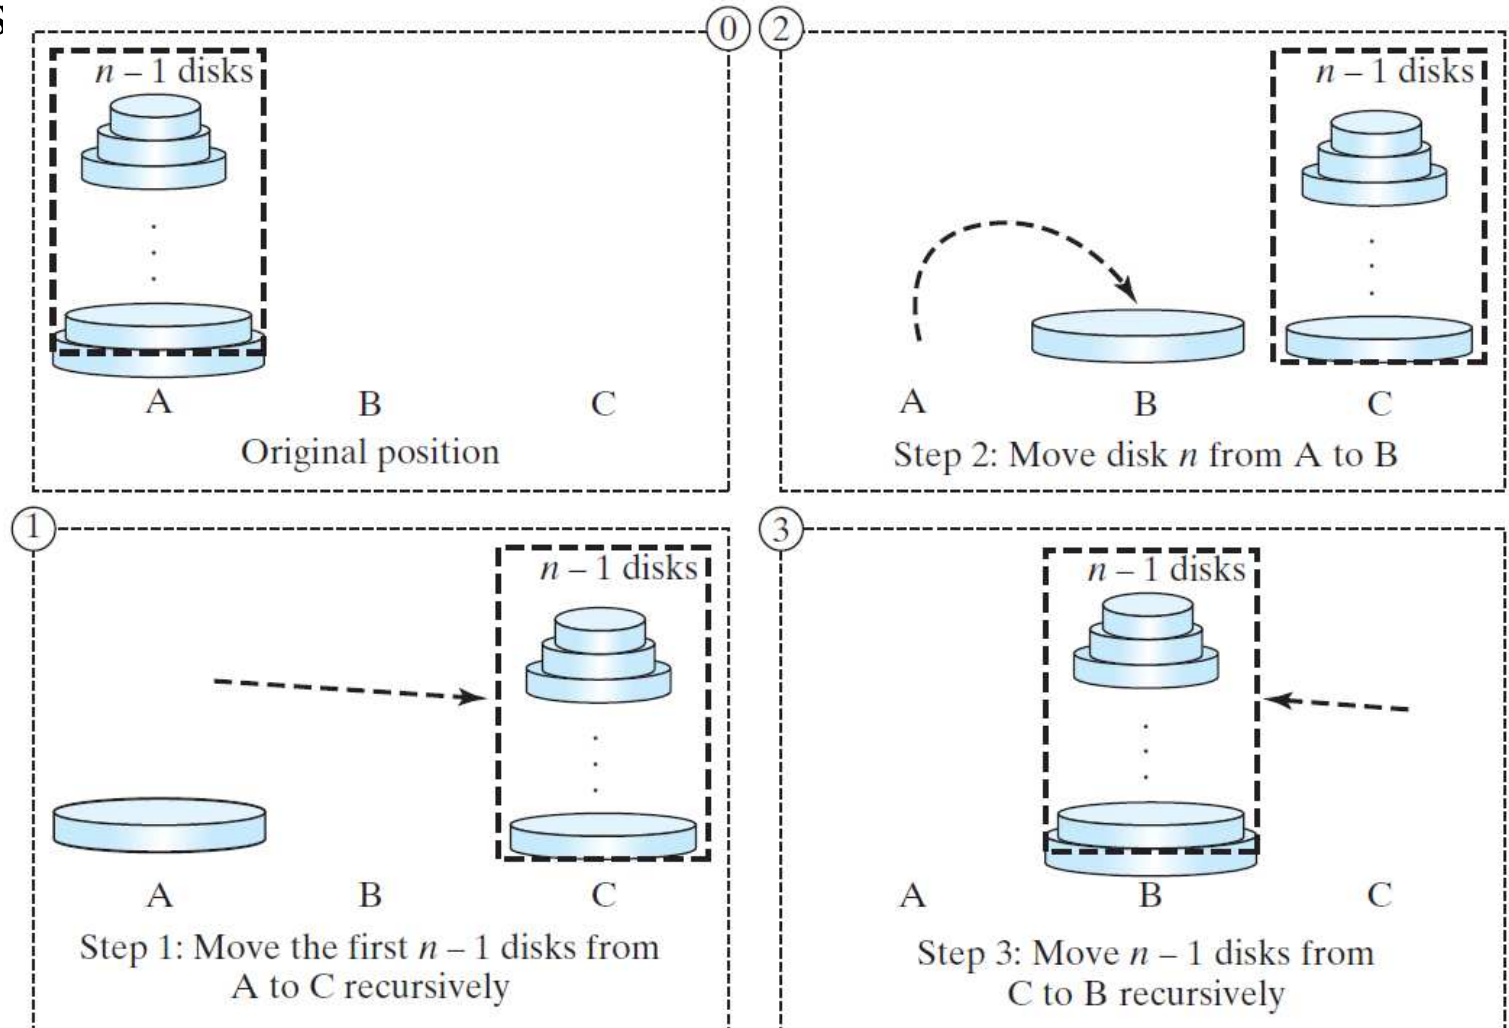 0
n – 1 disks
A B C
Original position
2
n – 1 disks
A B C
Step 2: Move disk n from A to B
1
n – 1 disks
A B C
Step 1: Move the first n – 1 disks from
A to C recursively
3
n – 1 disks
A B C
Step 3: Move n – 1 disks from
C to B recursively